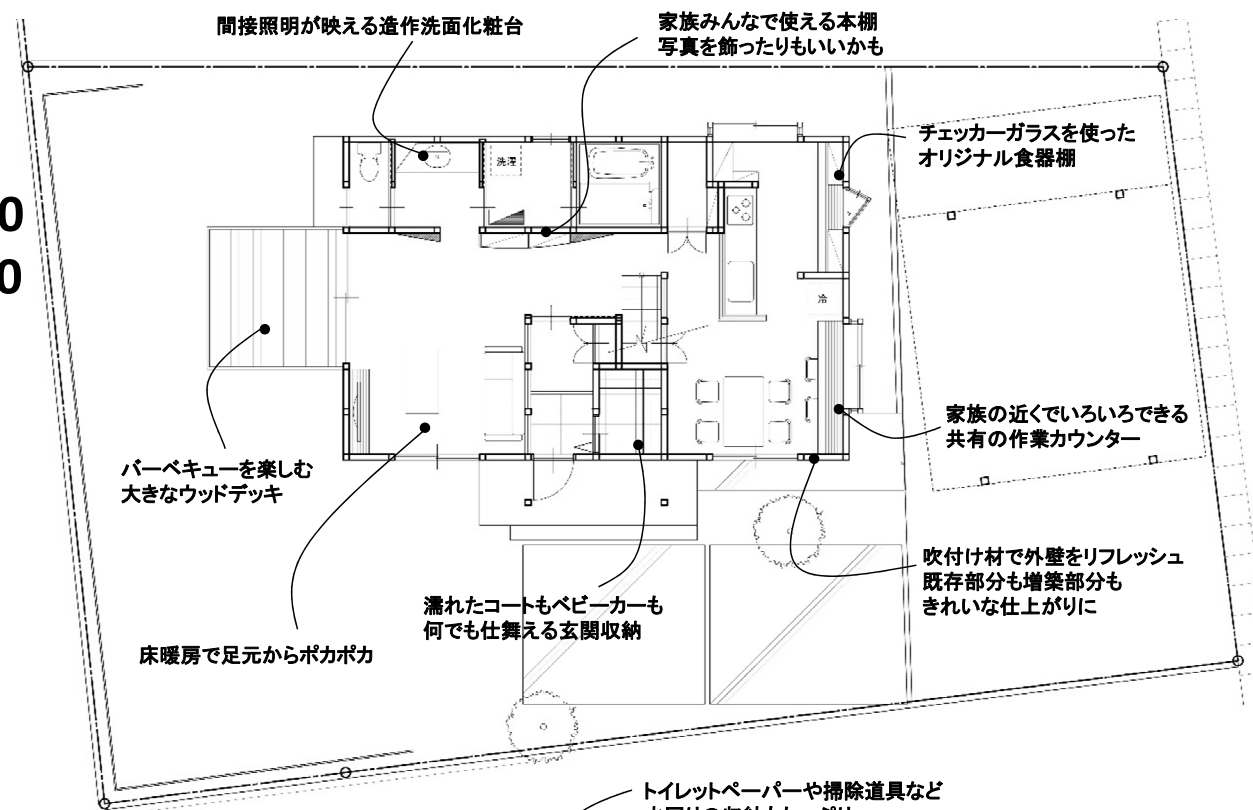 間接照明が映える造作洗面化粧台
家族みんなで使える本棚
写真を飾ったりもいいかも
チェッカーガラスを使った
オリジナル食器棚
洗濯
0
0
冷
家族の近くでいろいろできる
共有の作業カウンター
バーベキューを楽しむ
大きなウッドデッキ
吹付け材で外壁をリフレッシュ
既存部分も増築部分も
きれいな仕上がりに
濡れたコートもベビーカーも
何でも仕舞える玄関収納
床暖房で足元からポカポカ
トイレットペーパーや掃除道具など